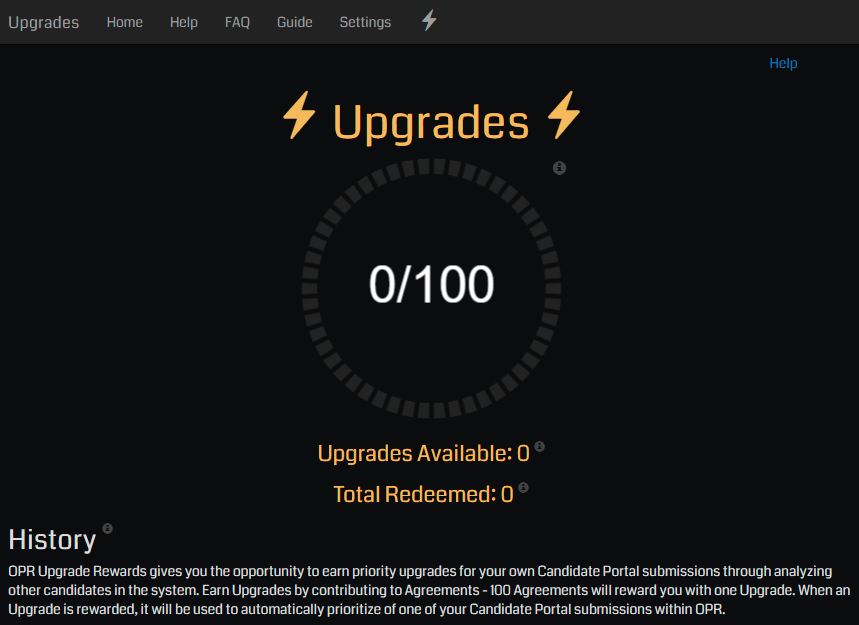 Upgrades Home Help FAQ Guide Settings
Help
Upgrades
0/100
Upgrades Available: 0
Total Redeemed: 0
History
OPR Upgrade Rewards gives you the opportunity to earn priority upgrades for your own Candidate Portal submissions through analyzing
other candidates in the system. Earn Upgrades by contributing to Agreements - 100 Agreements will reward you with one Upgrade. When an
Upgrade is rewarded, it will be used to automatically prioritize of one of your Candidate Portal submissions within OPR.